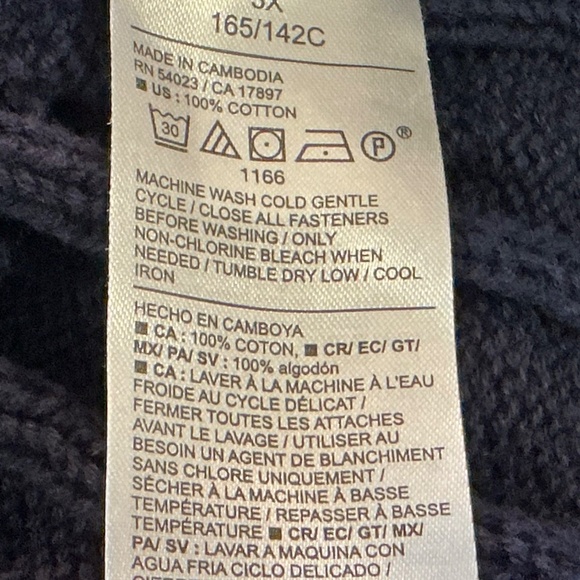 3X
165/142C
MADE IN CAMBODIA
RN 54023 / CA 17897
■ US : 100% COTTON
30
P®
1166
MACHINE WASH COLD GENTLE
CYCLE / CLOSE ALL FASTENERS
BEFORE WASHING / ONLY
NON-CHLORINE BLEACH WHEN
NEEDED / TUMBLE DRY LOW / COOL
IRON
HECHO EN CAMBOYA
■ CA : 100% COTON, ■ CR/ EC/ GT/
MX/ PA/ SV : 100% algodón
■ CA : LAVER À LA MACHINE À L'EAU
FROIDE AU CYCLE DÉLICAT /
FERMER TOUTES LES ATTACHES
AVANT LE LAVAGE / UTILISER AU
BESOIN UN AGENT DE BLANCHIMENT
SANS CHLORE UNIQUEMENT /
SÉCHER À LA MACHINE À BASSE
TEMPÉRATURE / REPASSER À BASSE
TEMPÉRATURE ■ CR/ EC/ GT/ MX/
PA/ SV : LAVAR A MAQUINA CON
AGUA FRIA CICLO DELICADO /